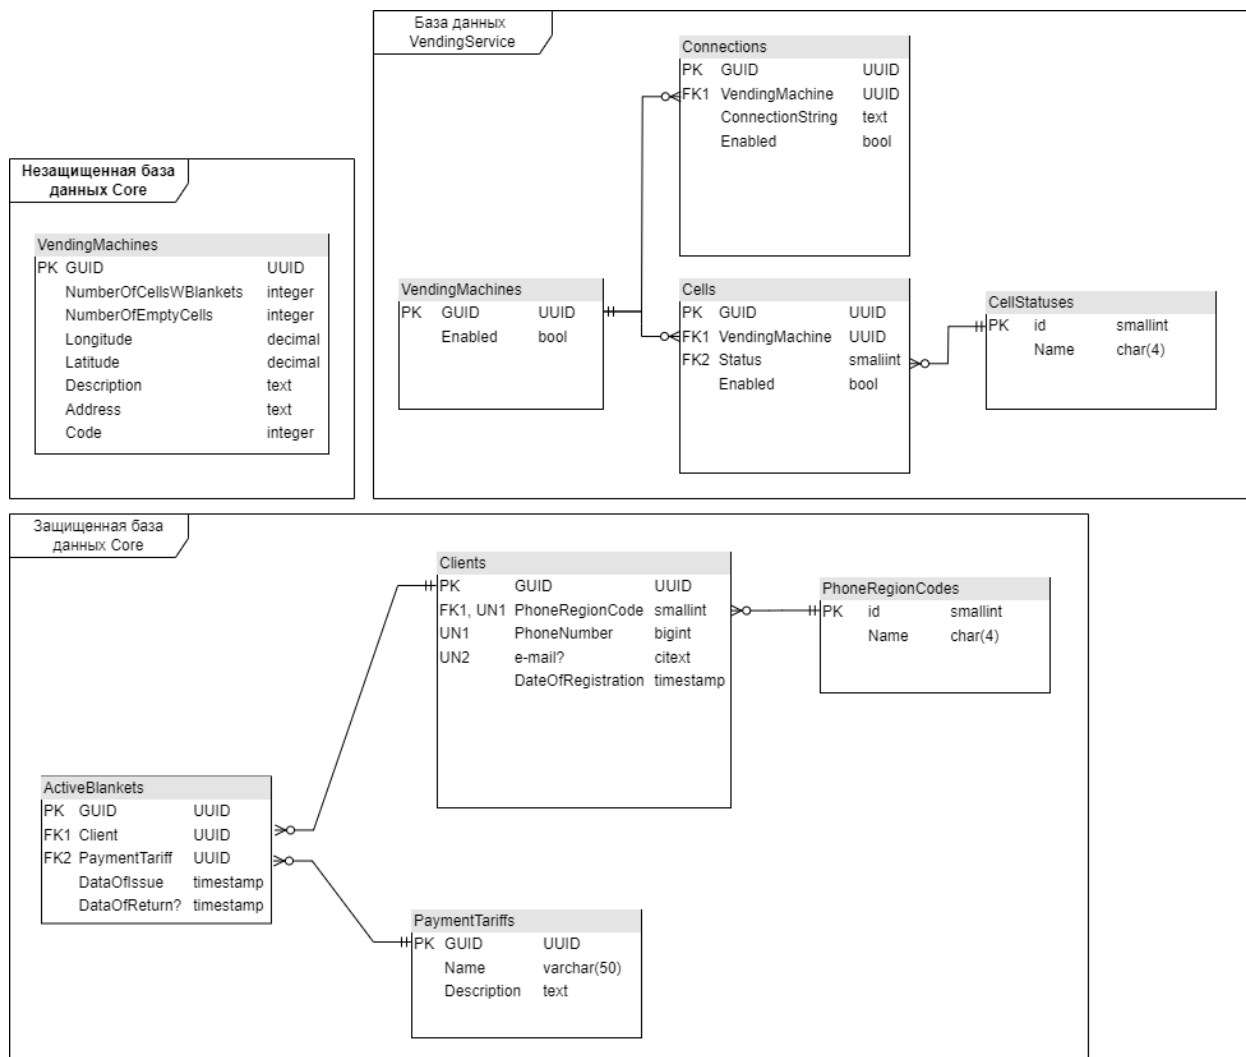 База данных
VendingService
Connections
PK GUID UUID
FK1 VendingMachine UUID
ConnectionString text
Enabled bool
Незащищенная база
данных Core
VendingMachines
PK GUID UUID
NumberOfCellsWBlankets integer
NumberOfEmptyCells integer
Longitude decimal
Latitude decimal
Description text
Address text
Code integer
VendingMachines
PK GUID UUID
Enabled bool
Cells
PK GUID UUID
FK1 VendingMachine UUID
FK2 Status smaliint
Enabled bool
CellStatuses
PK id smallint
Name char(4)
Защищенная база
данных Core
Clients
PK GUID UUID
FK1, UN1 PhoneRegionCode smallint
UN1 PhoneNumber bigint
UN2 e-mail? citext
DateOfRegistration timestamp
PhoneRegionCodes
PK id smallint
Name char(4)
ActiveBlankets
PK GUID UUID
FK1 Client UUID
FK2 PaymentTariff UUID
DataOfIssue timestamp
DataOfReturn? timestamp
PaymentTariffs
PK GUID UUID
Name varchar(50)
Description text